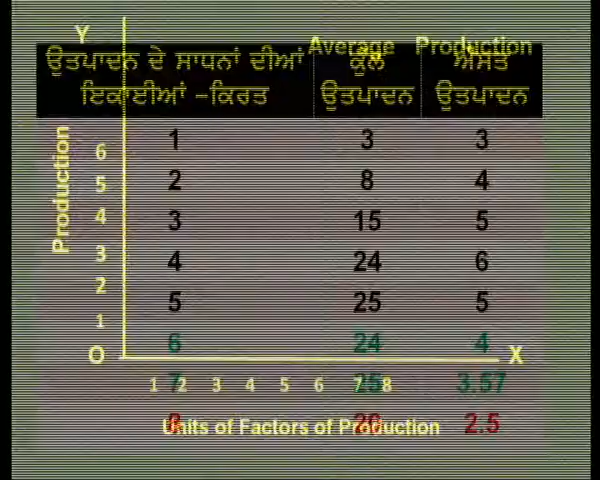 Y
Average Production
ਉਤਪਾਦਨ ਦੇ ਸਾਧਨਾਂ ਦੀਆਂ ਕੁੱਲ ਔਸਤ
ਇਕਾਈਆਂ –ਕਿਰਤ ਉਤਪਾਦਨ ਉਤਪਾਦਨ
Production
1 3 3
6
2 8 4
5
3 15 5
4
4 24 6
3
2
5 25 5
1
6 24 4
O X
7 25 3.57
1 2 3 4 5 6 7 8
8 20 2.5
Units of Factors of Production